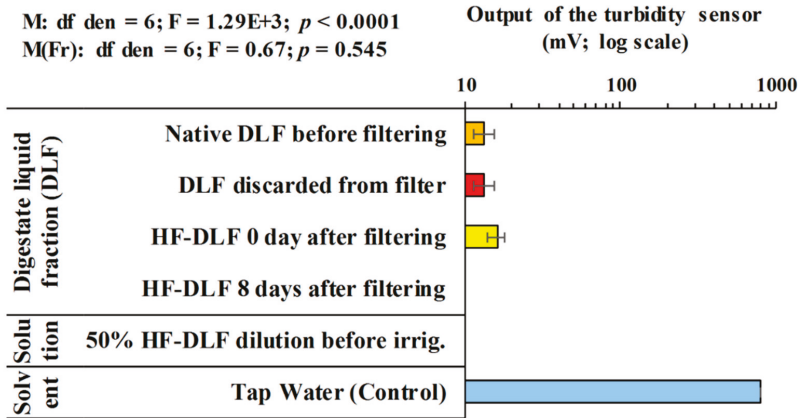 M: df den = 6; F = 1.29E+3; p < 0.0001
M(Fr): df den = 6; F = 0.67; p = 0.545
Output of the turbidity sensor
(mV; log scale)
10 100 1000
Digestate liquid
fraction (DLF)
Native DLF before filtering
DLF discarded from filter
HF-DLF 0 day after filtering
HF-DLF 8 days after filtering
Solu
tion
50% HF-DLF dilution before irrig.
Solv
ent
Tap Water (Control)